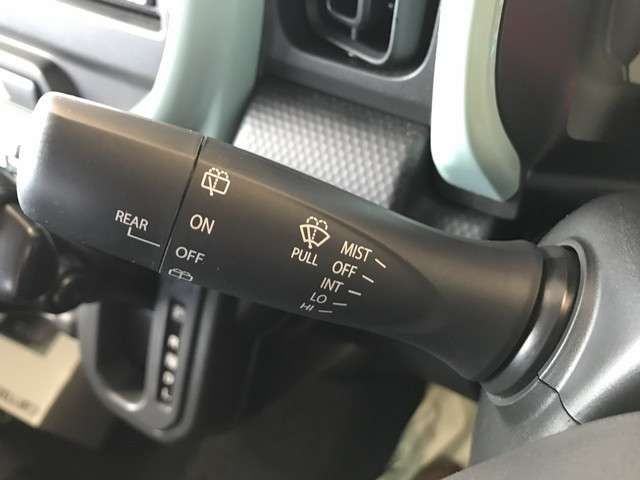 REAR
ON
OFF
PULL
MIST
OFF
INT
LO
HI